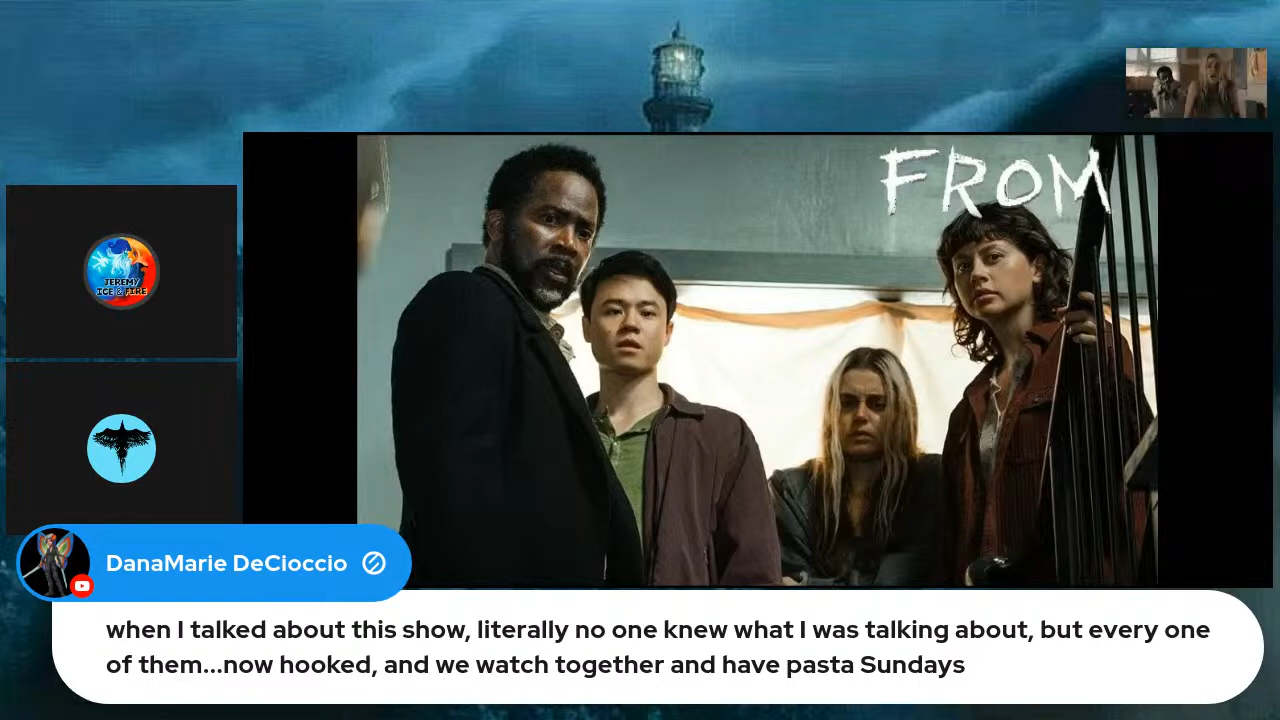 FROM
JEREMY
ICE & FIRE
DanaMarie DeCioccio
when I talked about this show, literally no one knew what I was talking about, but every one
of them...now hooked, and we watch together and have pasta Sundays